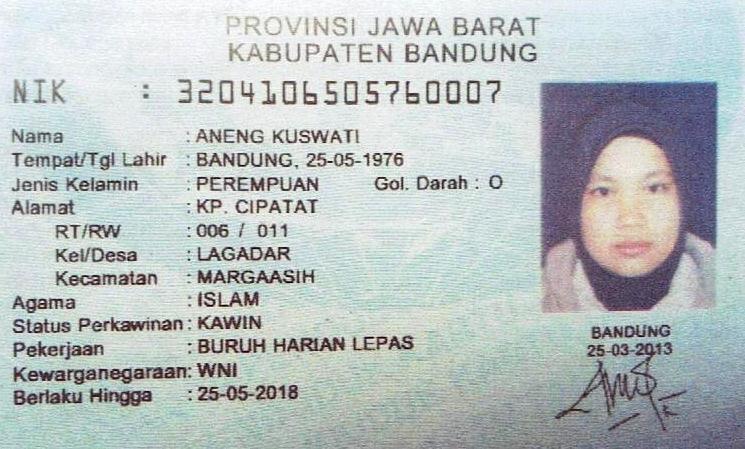 PROVINSI JAWA BARAT
KABUPATEN BANDUNG
NIK : 3204106505760007
Nama : ANENG KUSWATI
Tempat/Tgl Lahir : BANDUNG, 25-05-1976
Jenis Kelamin : PEREMPUAN Gol. Darah : O
Alamat : KP. CIPATAT
RT/RW : 006 / 011
Kel/Desa : LAGADAR
Kecamatan : MARGAASIH
Agama : ISLAM
Status Perkawinan : KAWIN
Pekerjaan : BURUH HARIAN LEPAS
Kewarganegaraan: WNI
Berlaku Hingga : 25-05-2018
BANDUNG
25-03-2013